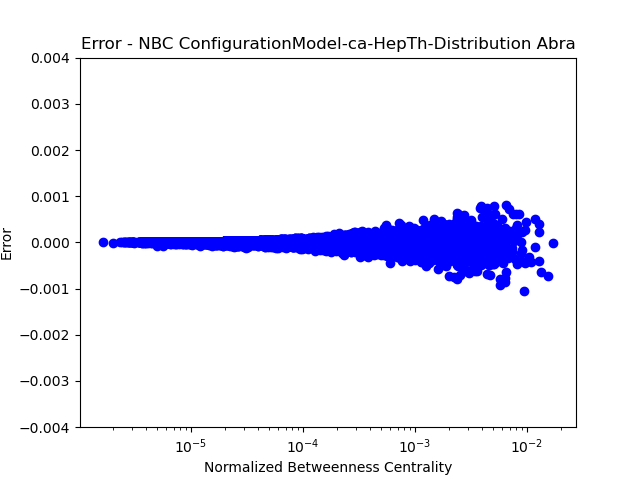 Error - NBC ConfigurationModel-ca-HepTh-Distribution Abra
0.004
0.003
0.002
0.001
0.000
−0.001
−0.002
−0.003
−0.004
Error
10⁻⁵ 10⁻⁴ 10⁻³ 10⁻²
Normalized Betweenness Centrality